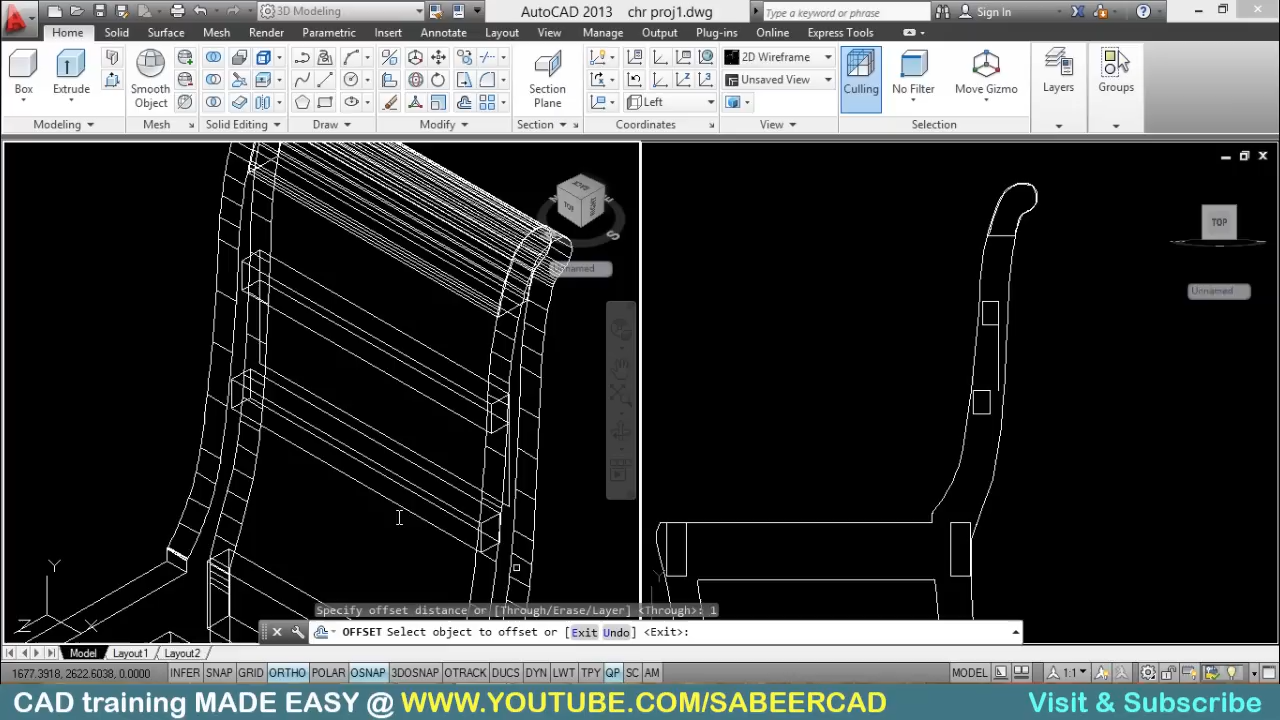 3D Modeling
AutoCAD 2013 chr proj1.dwg
Type a keyword or phrase
Sign In
Home Solid Surface Mesh Render Parametric Insert Annotate Layout View Manage Output Plug-ins Online Express Tools
Box
Extrude
Smooth Object
Section Plane
2D Wireframe
Unsaved View
Left
Culling
No Filter
Move Gizmo
Layers
Groups
Modeling Mesh Solid Editing Draw Modify Section Coordinates View Selection
TOP
S
Unnamed
TOP
Unnamed
Y
Z
X
Y
Specify offset distance or [Through/Erase/Layer] <Through>: 1
OFFSET Select object to offset or [Exit Undo] <Exit>:
Model Layout1 Layout2
1677.3918, 2622.6038, 0.0000 INFER SNAP GRID ORTHO POLAR OSNAP 3DOSNAP OTRACK DUCS DYN LWT TPY QP SC AM MODEL 1:1
CAD training MADE EASY @ WWW.YOUTUBE.COM/SABEERCAD Visit & Subscribe